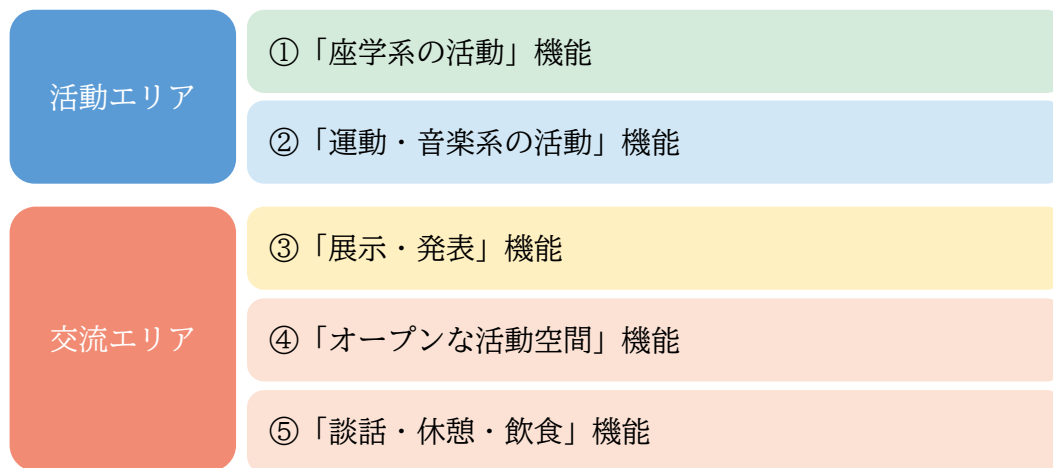 活動エリア
①「座学系の活動」機能
②「運動・音楽系の活動」機能
交流エリア
③「展示・発表」機能
④「オープンな活動空間」機能
⑤「談話・休憩・飲食」機能